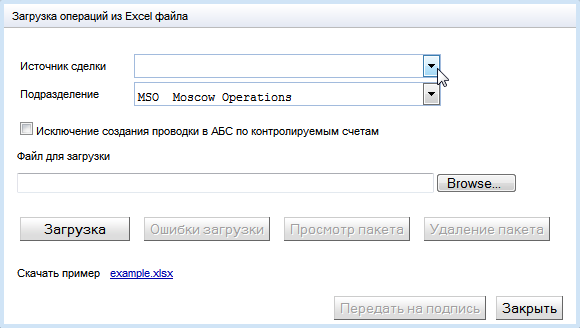 Загрузка операций из Excel файла
Источник сделки
Подразделение MSO Moscow Operations
Исключение создания проводки в АБС по контролируемым счетам
Файл для загрузки
Browse...
Загрузка Ошибки загрузки Просмотр пакета Удаление пакета
Скачать пример example.xlsx
Передать на подпись Закрыть